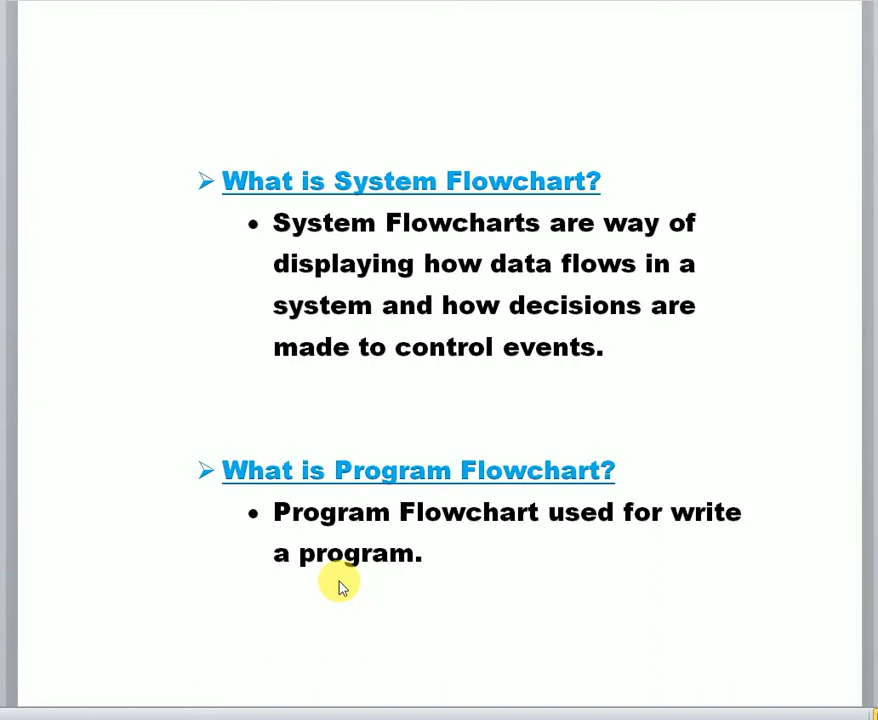 ➢ What is System Flowchart?
• System Flowcharts are way of
displaying how data flows in a
system and how decisions are
made to control events.
➢ What is Program Flowchart?
• Program Flowchart used for write
a program.